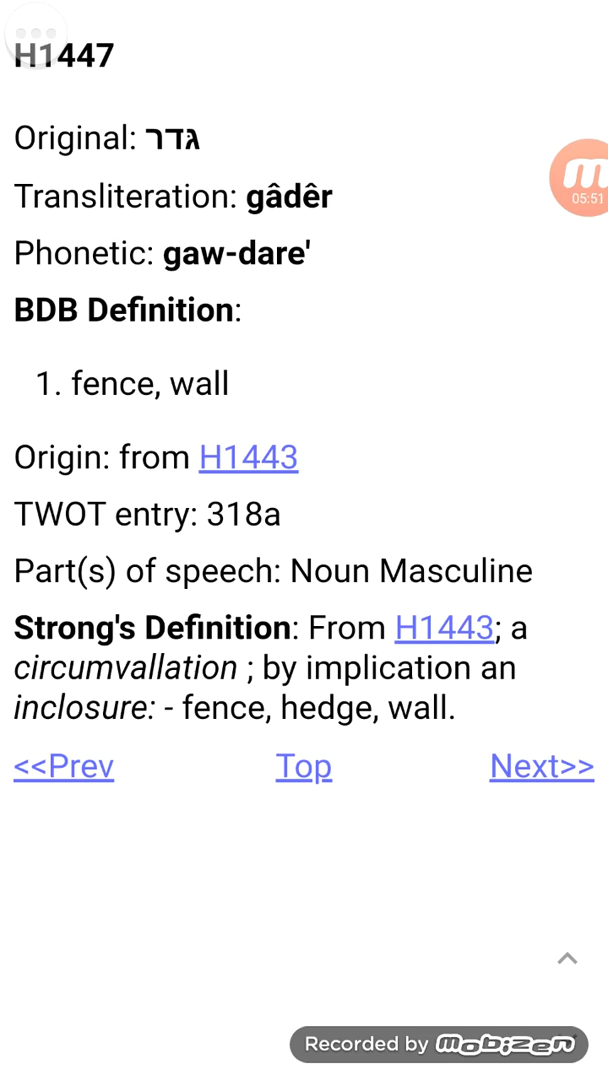 H1447
Original: גּדר
Transliteration: gâdêr
Phonetic: gaw-dare'
BDB Definition:
1. fence, wall
Origin: from H1443
TWOT entry: 318a
Part(s) of speech: Noun Masculine
Strong's Definition: From H1443; a
circumvallation ; by implication an
inclosure: - fence, hedge, wall.
<<Prev Top Next>>
05:51
Recorded by mobizen